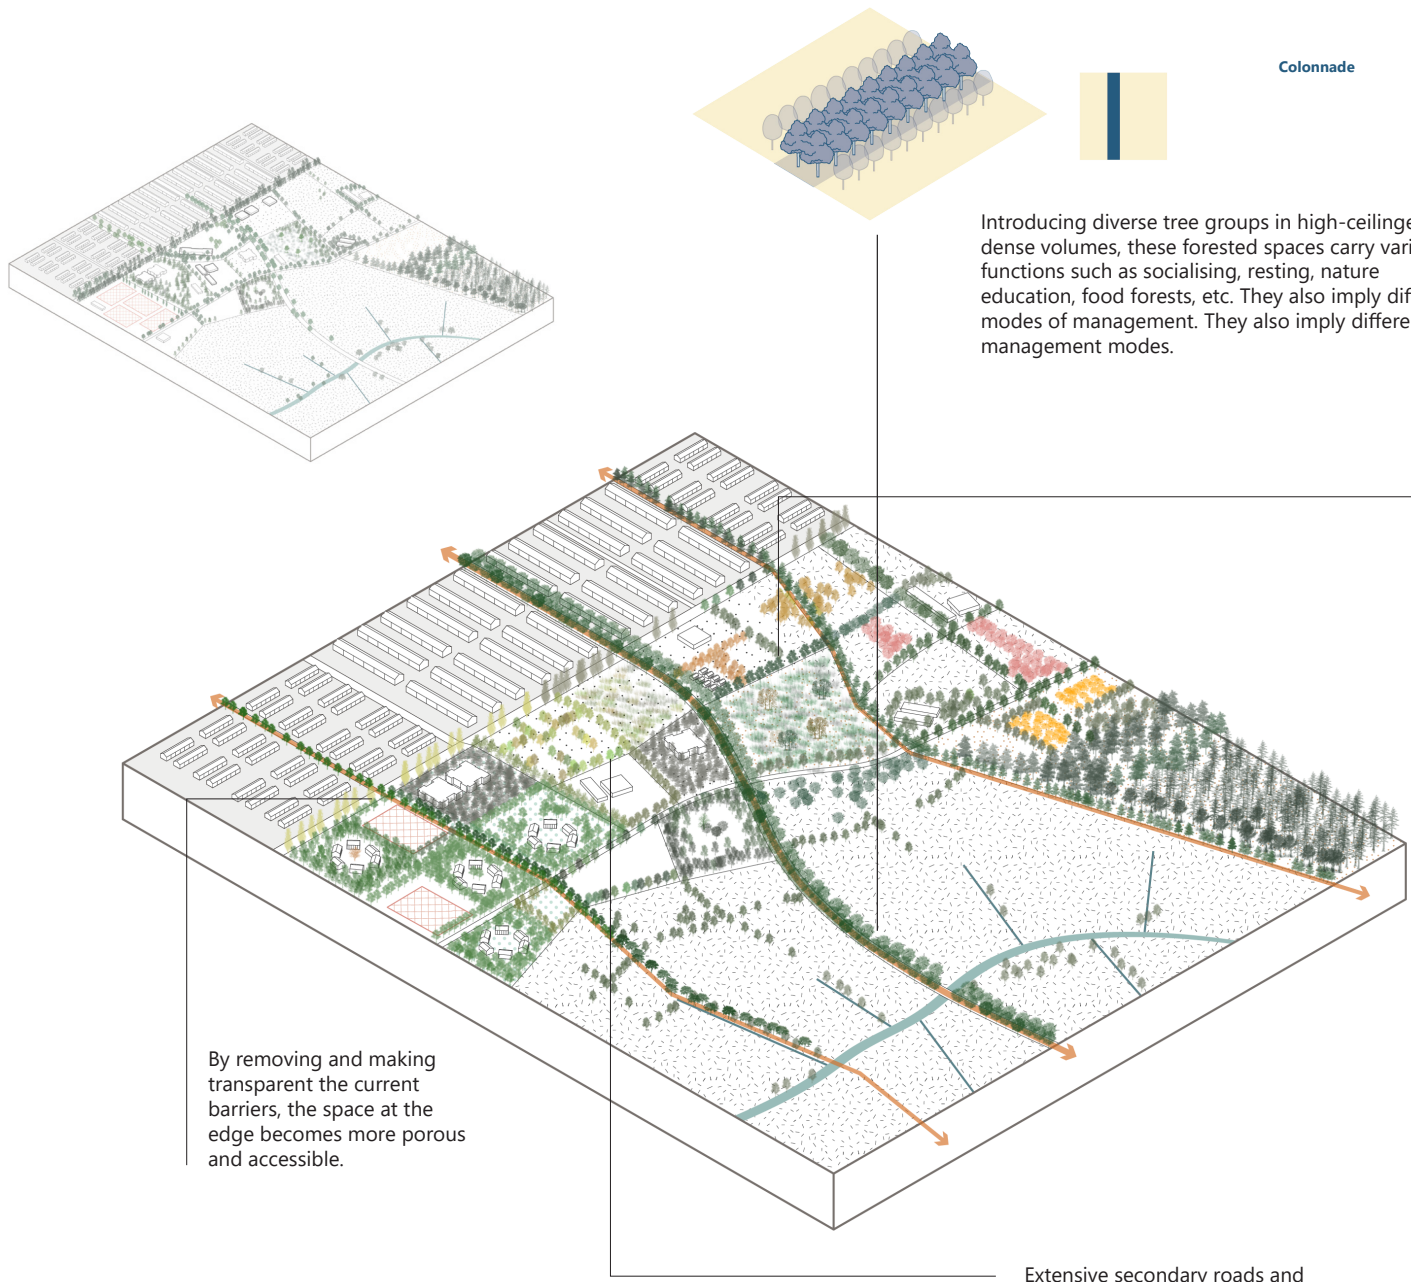 Colonnade
Introducing diverse tree groups in high-ceilinge
dense volumes, these forested spaces carry vari
functions such as socialising, resting, nature
education, food forests, etc. They also imply dif
modes of management. They also imply differe
management modes.
By removing and making
transparent the current
barriers, the space at the
edge becomes more porous
and accessible.
Extensive secondary roads and